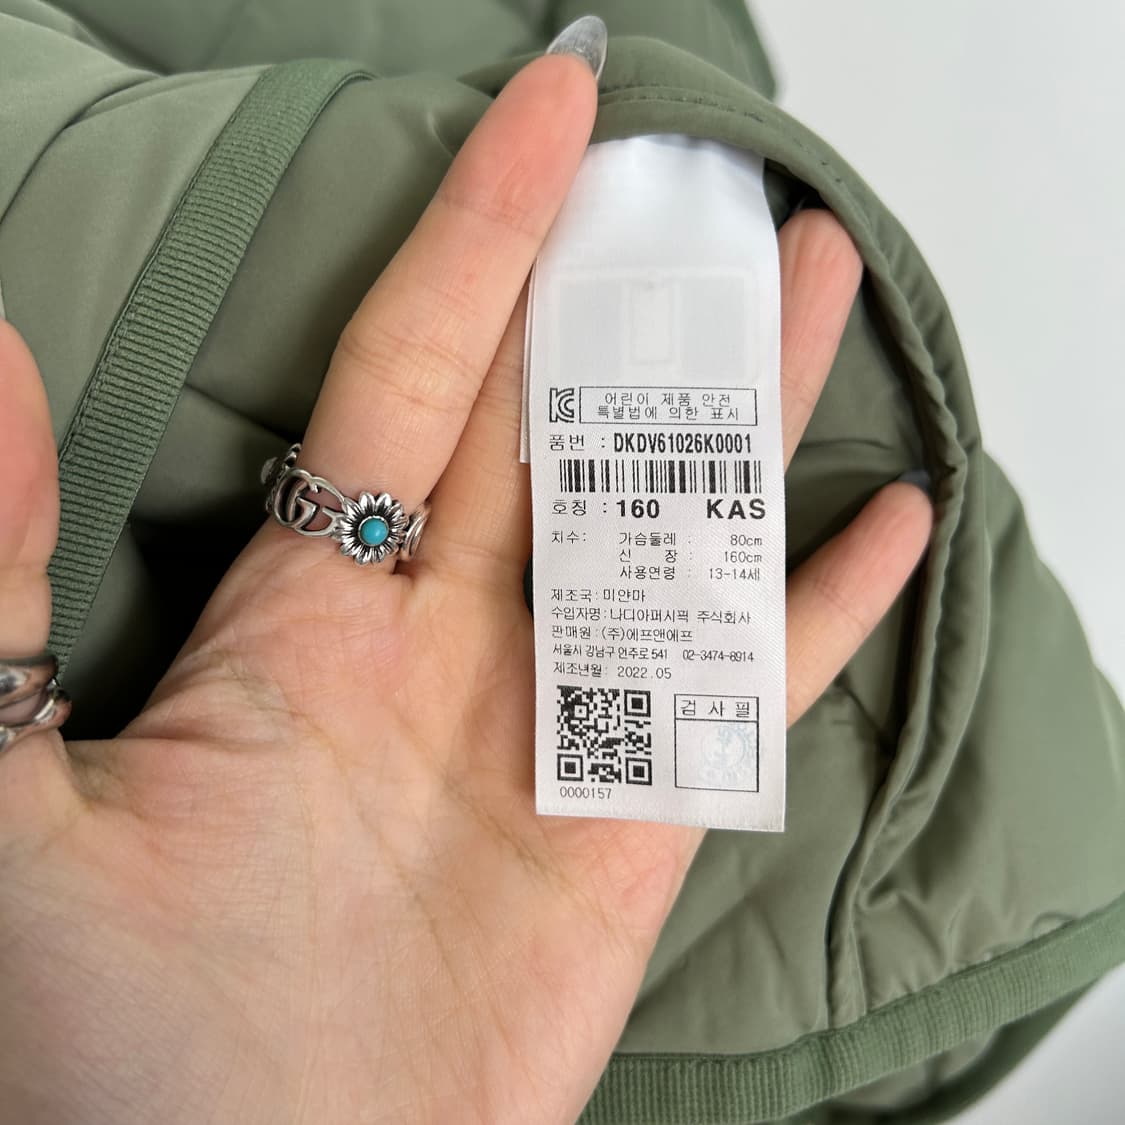 어린이 제품 안전
특별법에 의한 표시
품번 : DKDV61026K0001
호칭 : 160 KAS
치수: 가슴둘레 : 80cm
신 장 : 160cm
사용연령 : 13-14세
제조국: 미얀마
수입자명: 나디아퍼시픽 주식회사
판매원 : (주)에프앤에프
서울시 강남구 언주로 541 02-3474-8914
제조년월: 2022.05
검사필
0000157